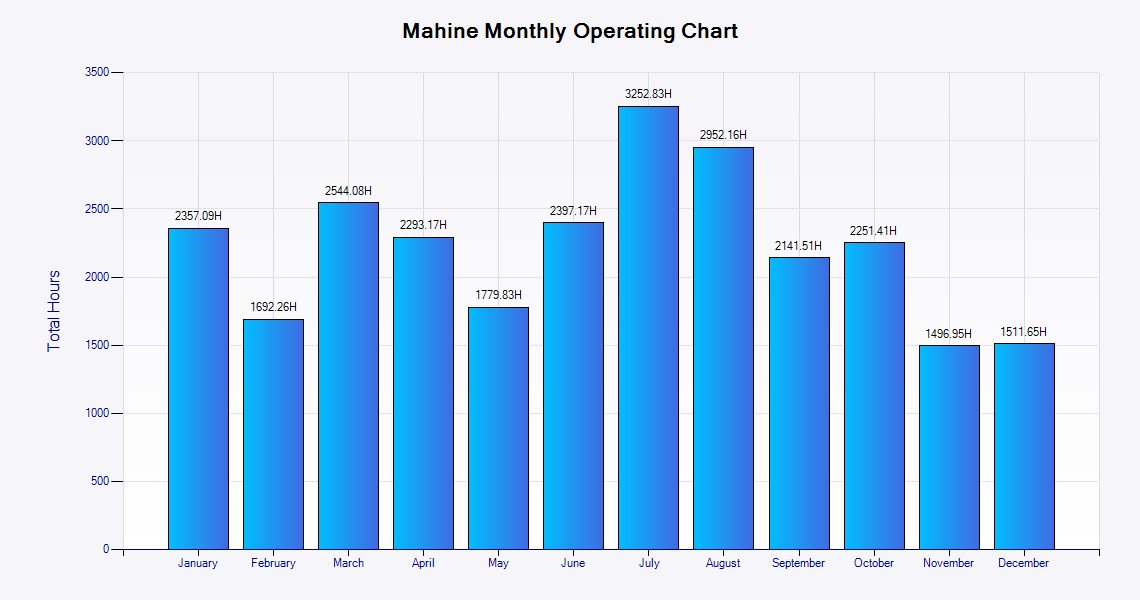 Mahine Monthly Operating Chart
Total Hours
3500
3000
2500
2000
1500
1000
500
0
2357.09H
1692.26H
2544.08H
2293.17H
1779.83H
2397.17H
3252.83H
2952.16H
2141.51H
2251.41H
1496.95H
1511.65H
January February March April May June July August September October November December